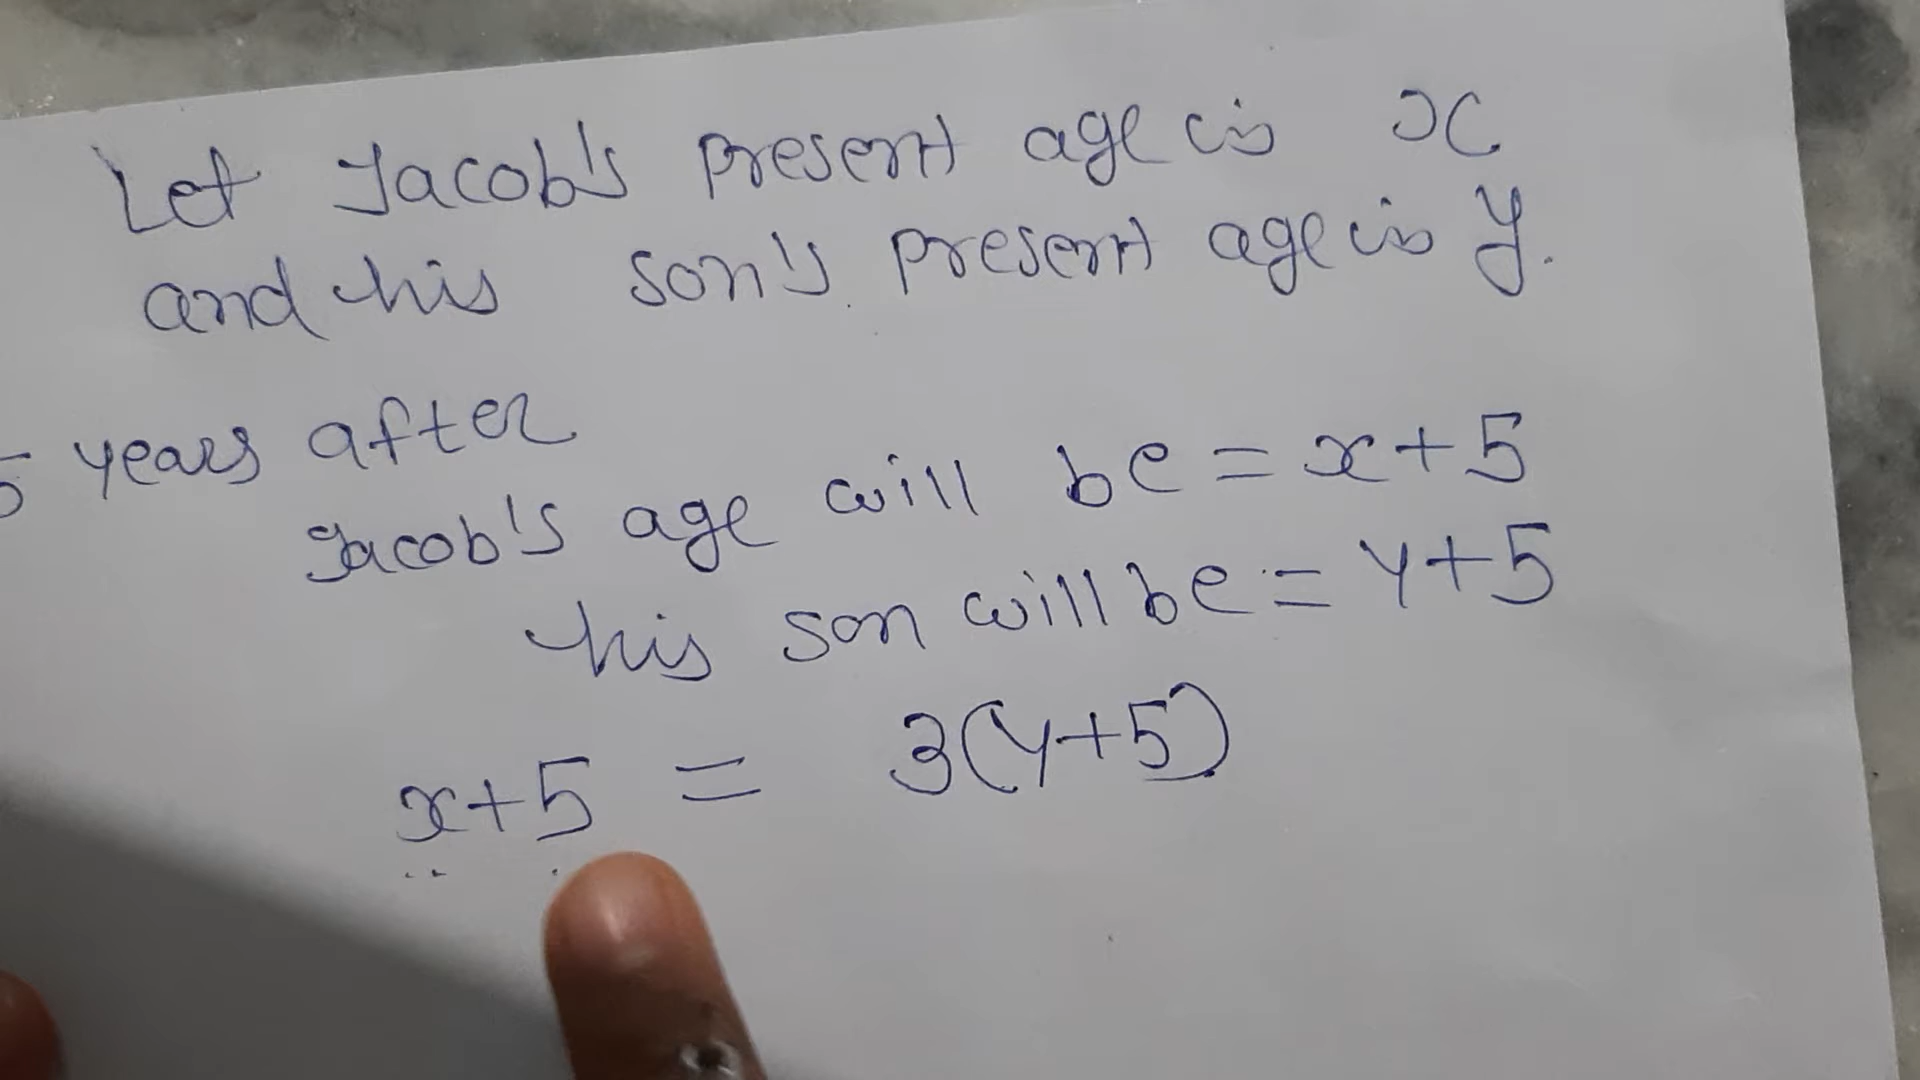 Let Jacob's present age is x
and his son's present age is y.
5 years after
Jacob's age will be = x+5
his son will be = y+5
x+5 = 3(y+5)